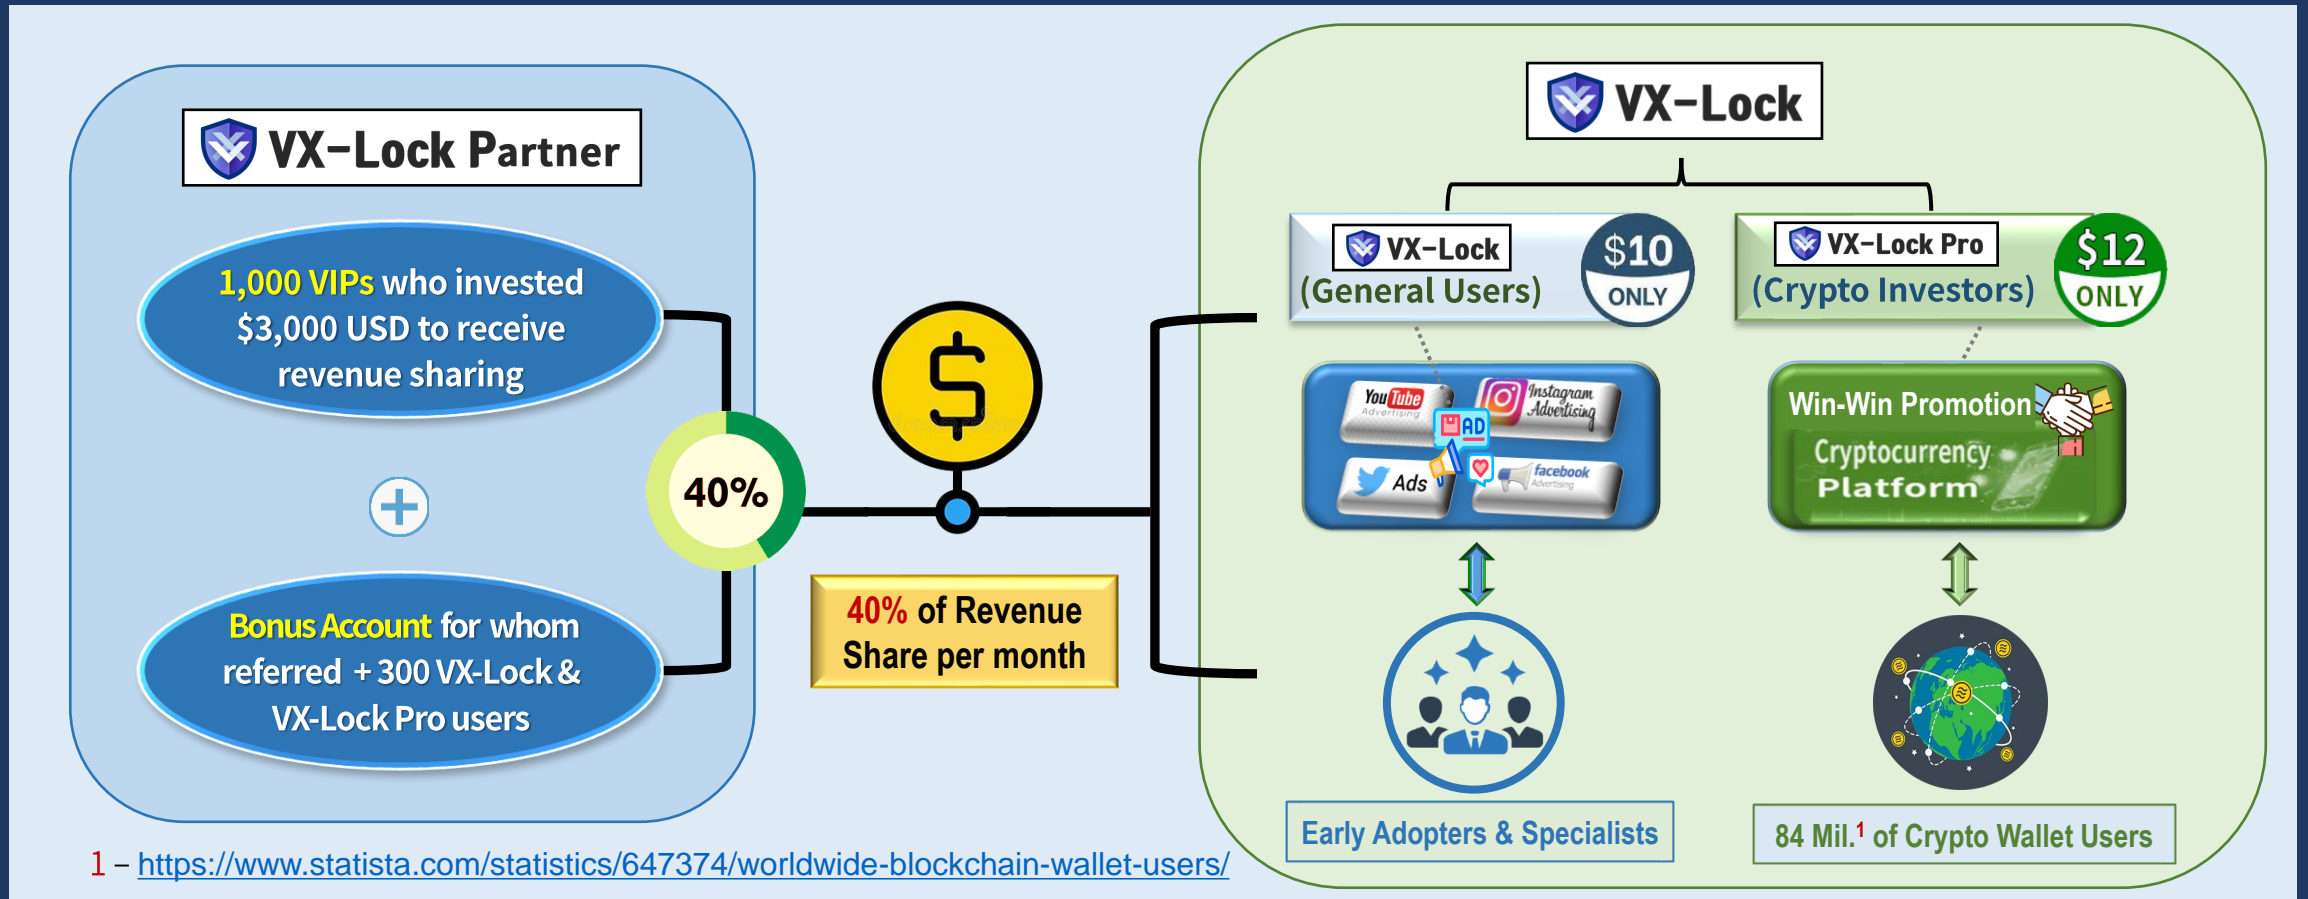 VX-Lock Partner
1,000 VIPs who invested
$3,000 USD to receive
revenue sharing
Bonus Account for whom
referred + 300 VX-Lock &
VX-Lock Pro users
40%
40% of Revenue
Share per month
VX-Lock
VX-Lock
(General Users)
$10
ONLY
VX-Lock Pro
(Crypto Investors)
$12
ONLY
YouTube
Advertising
Instagram
Advertising
AD
Ads
facebook
Advertising
Win-Win Promotion
Cryptocurrency
Platform
Early Adopters & Specialists
84 Mil.1 of Crypto Wallet Users
1 – https://www.statista.com/statistics/647374/worldwide-blockchain-wallet-users/